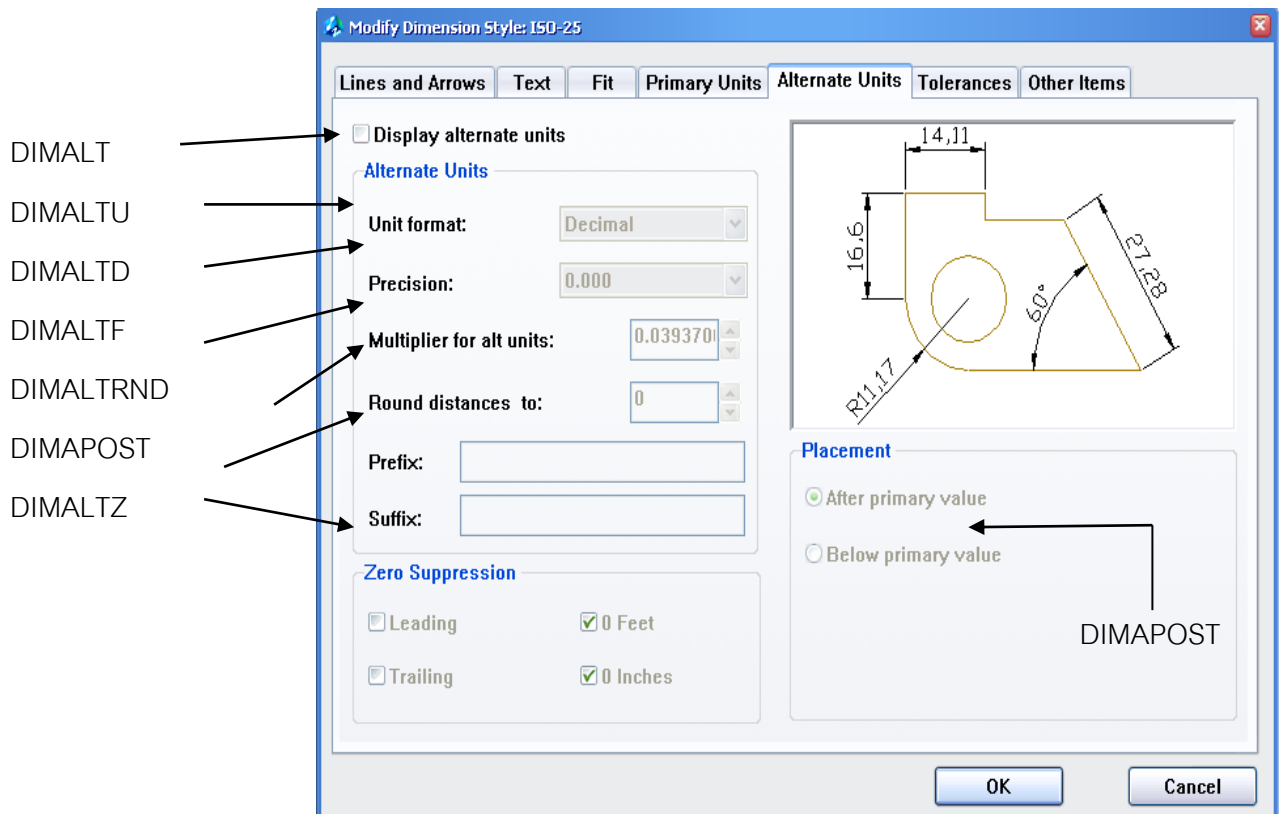 Modify Dimension Style: ISO-25
Lines and Arrows
Text
Fit
Primary Units
Alternate Units
Tolerances
Other Items
DIMALT
DIMALTU
DIMALTD
DIMALTF
DIMALTRND
DIMAPOST
DIMALTZ
Display alternate units
Alternate Units
Unit format: Decimal
Precision: 0.000
Multiplier for alt units: 0.039370
Round distances to: 0
Prefix:
Suffix:
Zero Suppression
Leading
0 Feet
Trailing
0 Inches
14,11
16,6
27,28
60°
R11,17
Placement
After primary value
Below primary value
DIMAPOST
OK
Cancel